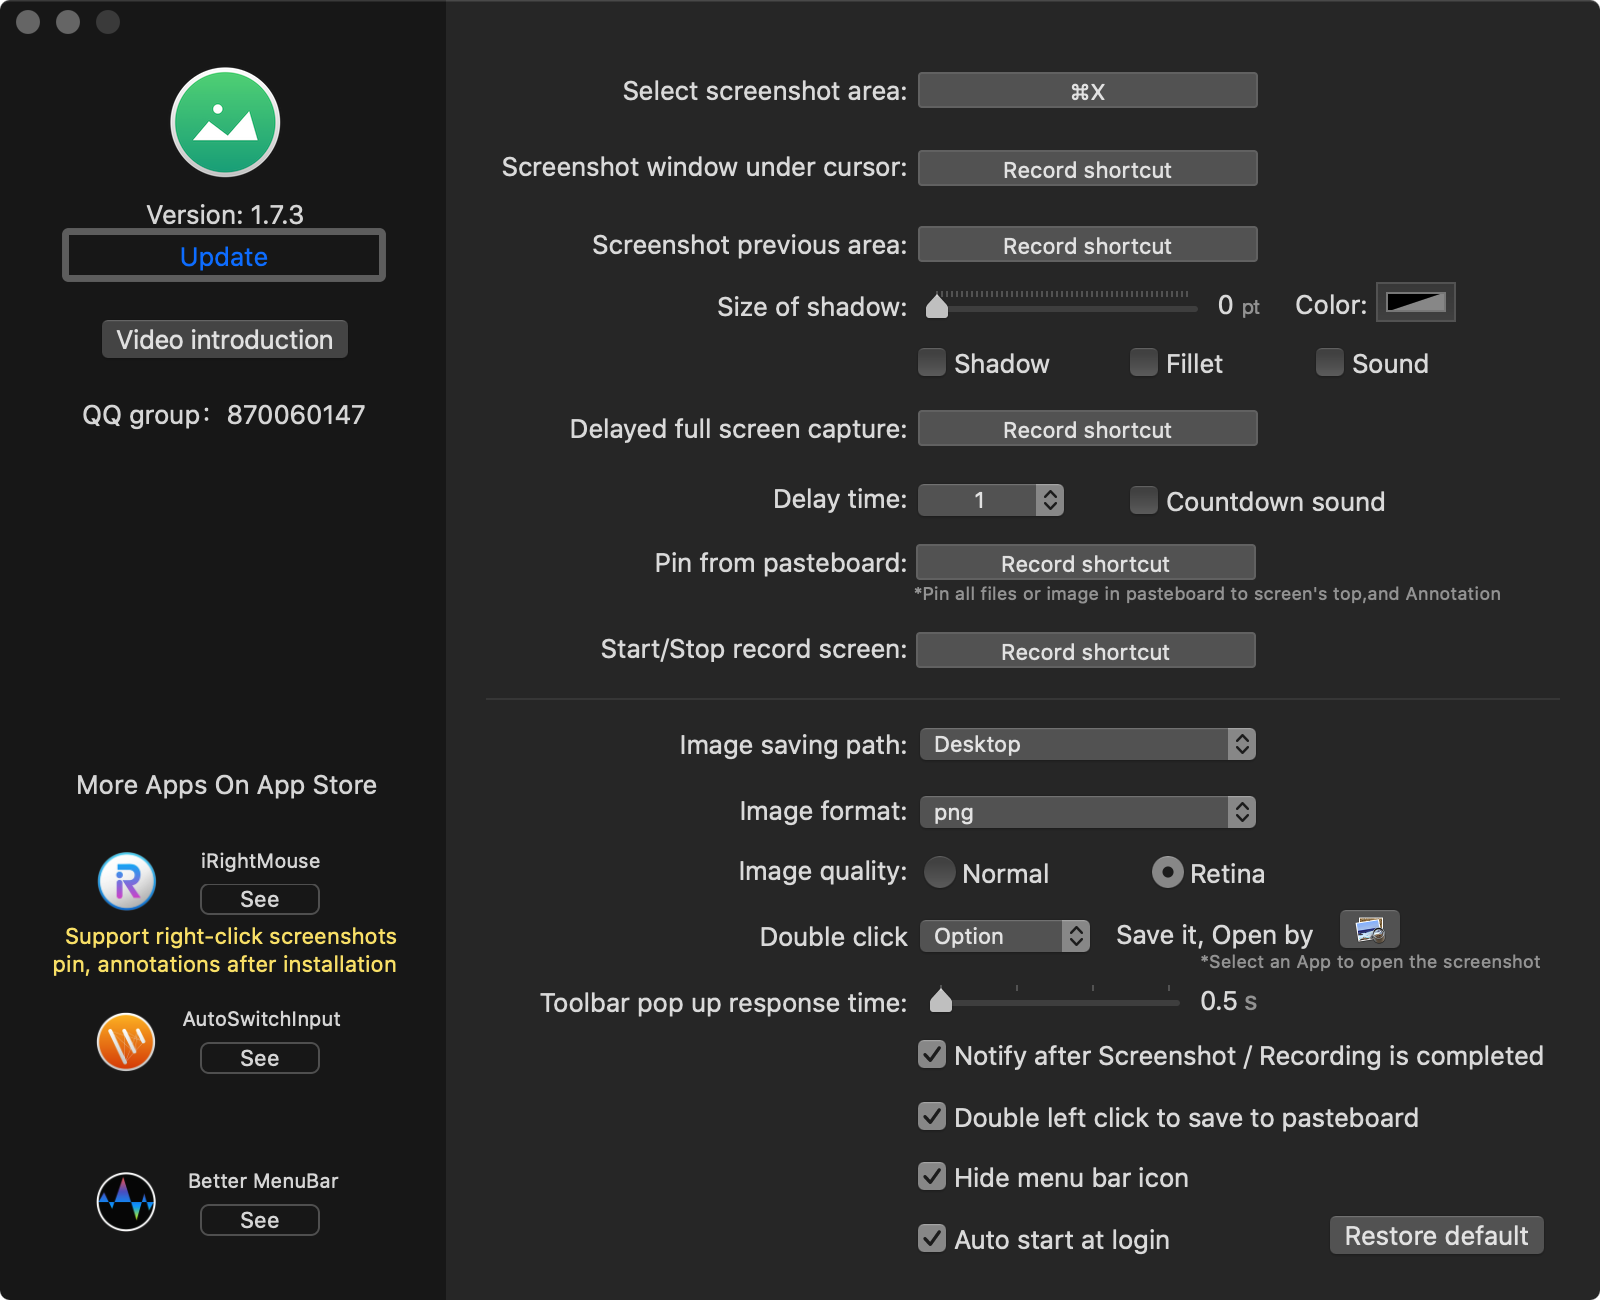 Version: 1.7.3
Update
Video introduction
QQ group：870060147
More Apps On App Store
iRightMouse
See
Support right-click screenshots
pin, annotations after installation
AutoSwitchInput
See
Better MenuBar
See
Select screenshot area: ⌘X
Screenshot window under cursor: Record shortcut
Screenshot previous area: Record shortcut
Size of shadow: 0 pt Color:
Shadow Fillet Sound
Delayed full screen capture: Record shortcut
Delay time: 1 Countdown sound
Pin from pasteboard: Record shortcut
*Pin all files or image in pasteboard to screen's top,and Annotation
Start/Stop record screen: Record shortcut
Image saving path: Desktop
Image format: png
Image quality: Normal Retina
Double click Option Save it, Open by
*Select an App to open the screenshot
Toolbar pop up response time: 0.5 s
Notify after Screenshot / Recording is completed
Double left click to save to pasteboard
Hide menu bar icon
Auto start at login Restore default